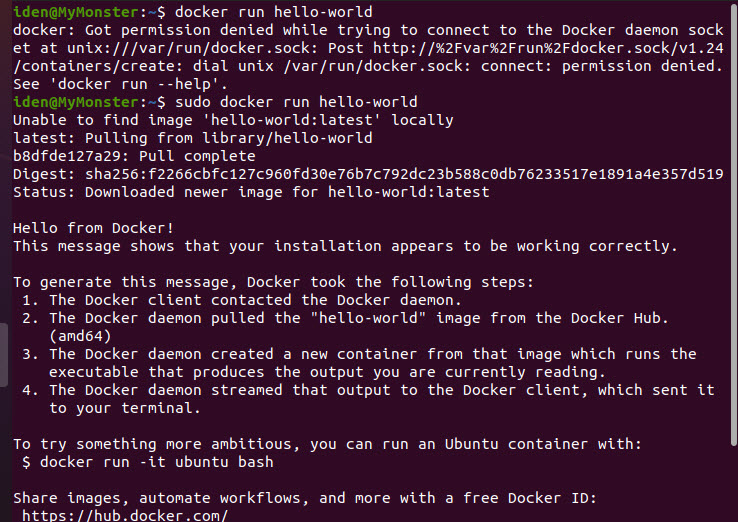 iden@MyMonster:~$ docker run hello-world
docker: Got permission denied while trying to connect to the Docker daemon sock
et at unix:///var/run/docker.sock: Post http://%2Fvar%2Frun%2Fdocker.sock/v1.24
/containers/create: dial unix /var/run/docker.sock: connect: permission denied.
See 'docker run --help'.
iden@MyMonster:~$ sudo docker run hello-world
Unable to find image 'hello-world:latest' locally
latest: Pulling from library/hello-world
b8dfde127a29: Pull complete
Digest: sha256:f2266cbfc127c960fd30e76b7c792dc23b588c0db76233517e1891a4e357d519
Status: Downloaded newer image for hello-world:latest

Hello from Docker!
This message shows that your installation appears to be working correctly.

To generate this message, Docker took the following steps:
 1. The Docker client contacted the Docker daemon.
 2. The Docker daemon pulled the "hello-world" image from the Docker Hub.
    (amd64)
 3. The Docker daemon created a new container from that image which runs the
    executable that produces the output you are currently reading.
 4. The Docker daemon streamed that output to the Docker client, which sent it
    to your terminal.

To try something more ambitious, you can run an Ubuntu container with:
 $ docker run -it ubuntu bash

Share images, automate workflows, and more with a free Docker ID:
 https://hub.docker.com/